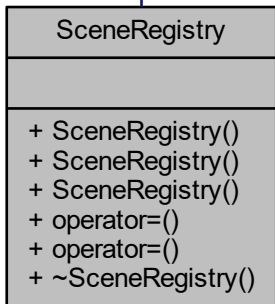 SceneRegistry
+ SceneRegistry()
+ SceneRegistry()
+ SceneRegistry()
+ operator=()
+ operator=()
+ ~SceneRegistry()